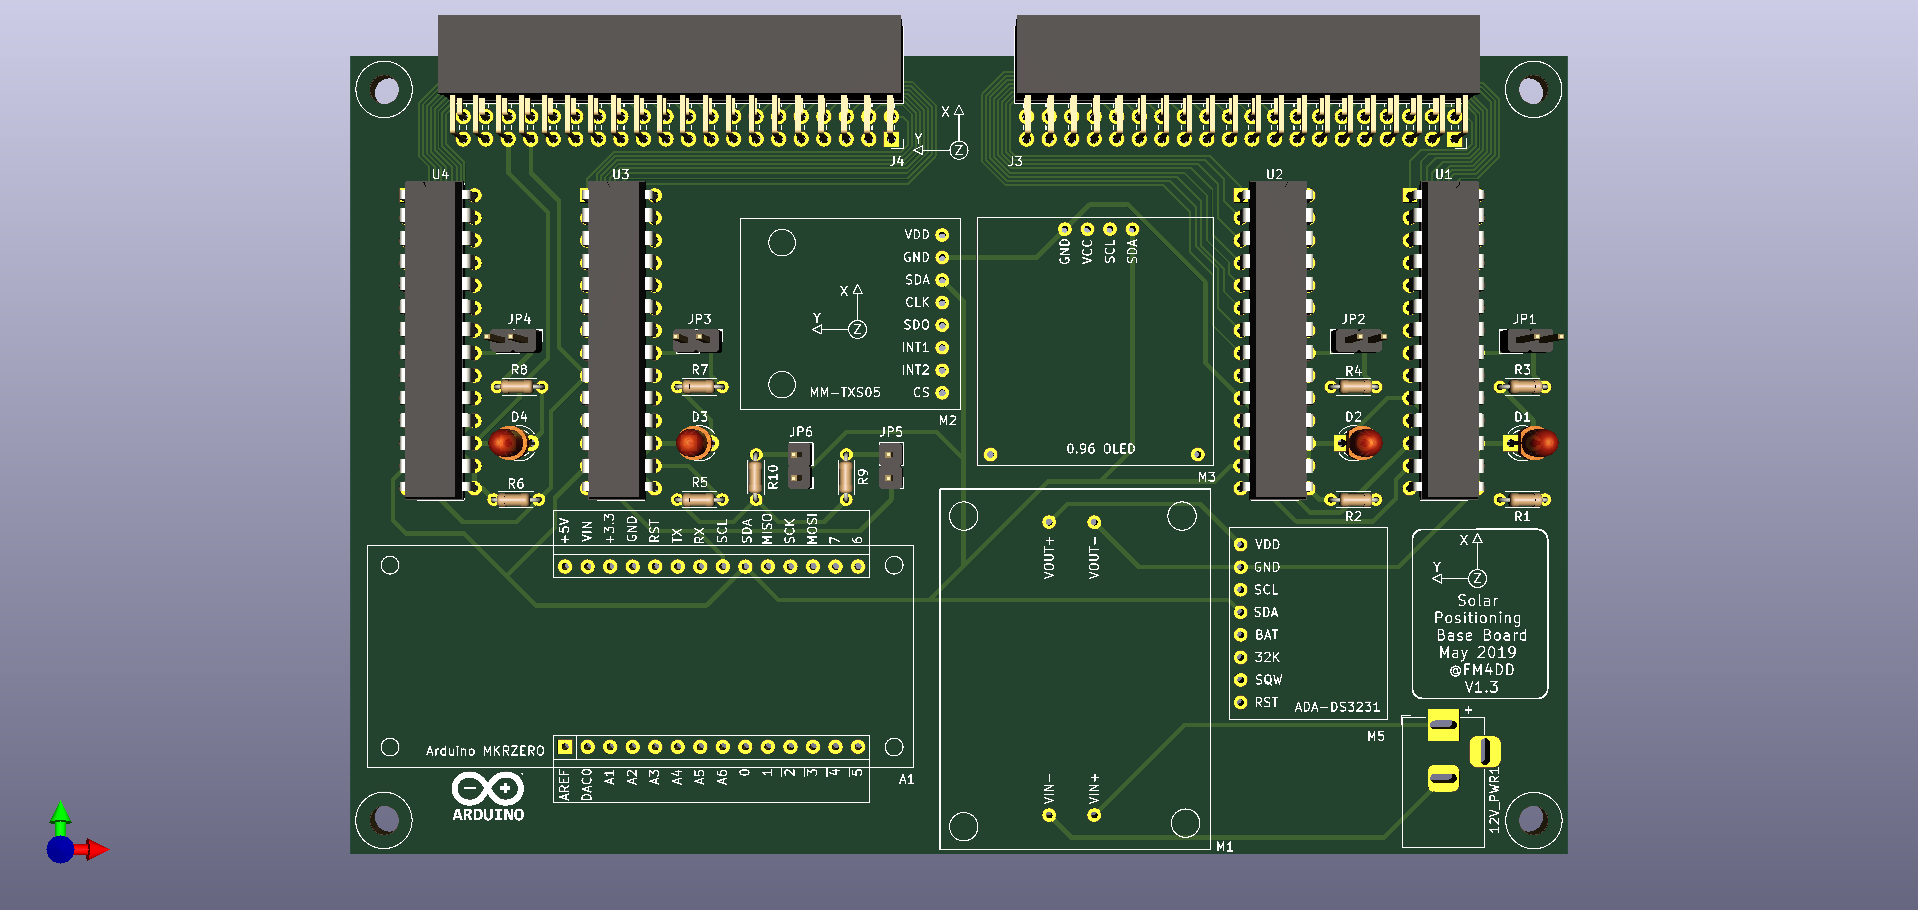 X
Y
Z
J4
J3
U4
U3
U2
U1
VDD
GND
SDA
CLK
SDO
INT1
INT2
CS
X
Y
Z
MM-TXS05
M2
GND
VCC
SCL
SDA
0.96 OLED
M3
JP4
JP3
JP2
JP1
R8
R7
R4
R3
D4
D3
D2
D1
JP6
JP5
R10
R9
R6
R5
R2
R1
+5V
VIN
+3.3
GND
RST
TX
RX
SCL
SDA
MISO
SCK
MOSI
7
6
VOUT+
VOUT-
VDD
GND
SCL
SDA
BAT
32K
SQW
RST
ADA-DS3231
M5
X
Y
Z
Solar
Positioning
Base Board
May 2019
@FM4DD
V1.3
+
12V_PWR1
Arduino MKRZERO
A1
AREF
DAC0
A1
A2
A3
A4
A5
A6
0
1
2
3
4
5
ARDUINO
VIN-
VIN+
M1